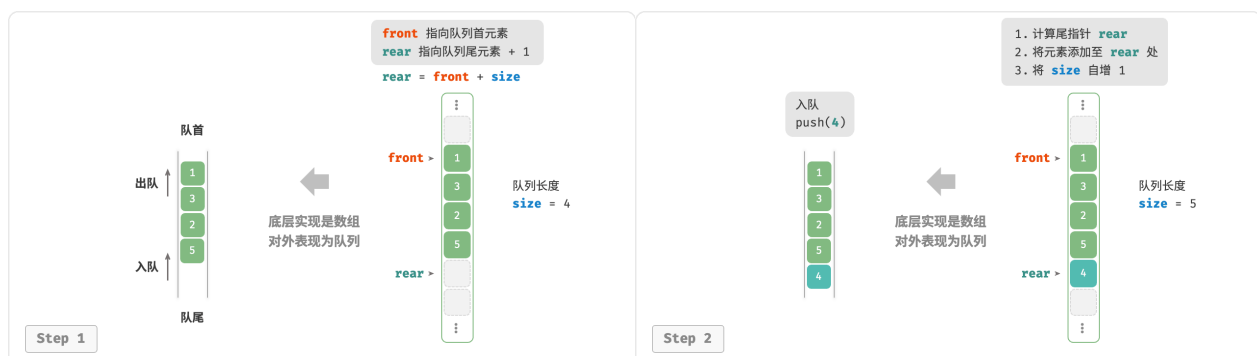 front 指向队列首元素
rear 指向队列尾元素 + 1
rear = front + size
队首
出队
入队
队尾
1
3
2
5
底层实现是数组
对外表现为队列
front
rear
⋮
1
3
2
5
⋮
队列长度
size = 4
Step 1
1. 计算尾指针 rear
2. 将元素添加至 rear 处
3. 将 size 自增 1
入队
push(4)
1
3
2
5
4
底层实现是数组
对外表现为队列
front
rear
⋮
1
3
2
5
4
⋮
队列长度
size = 5
Step 2